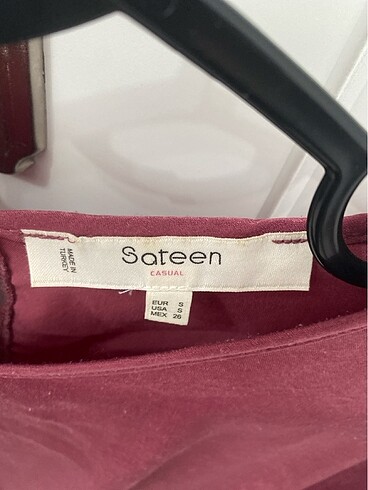 MADE IN
TURKEY
Sateen
CASUAL
EUR S
USA S
MEX 26